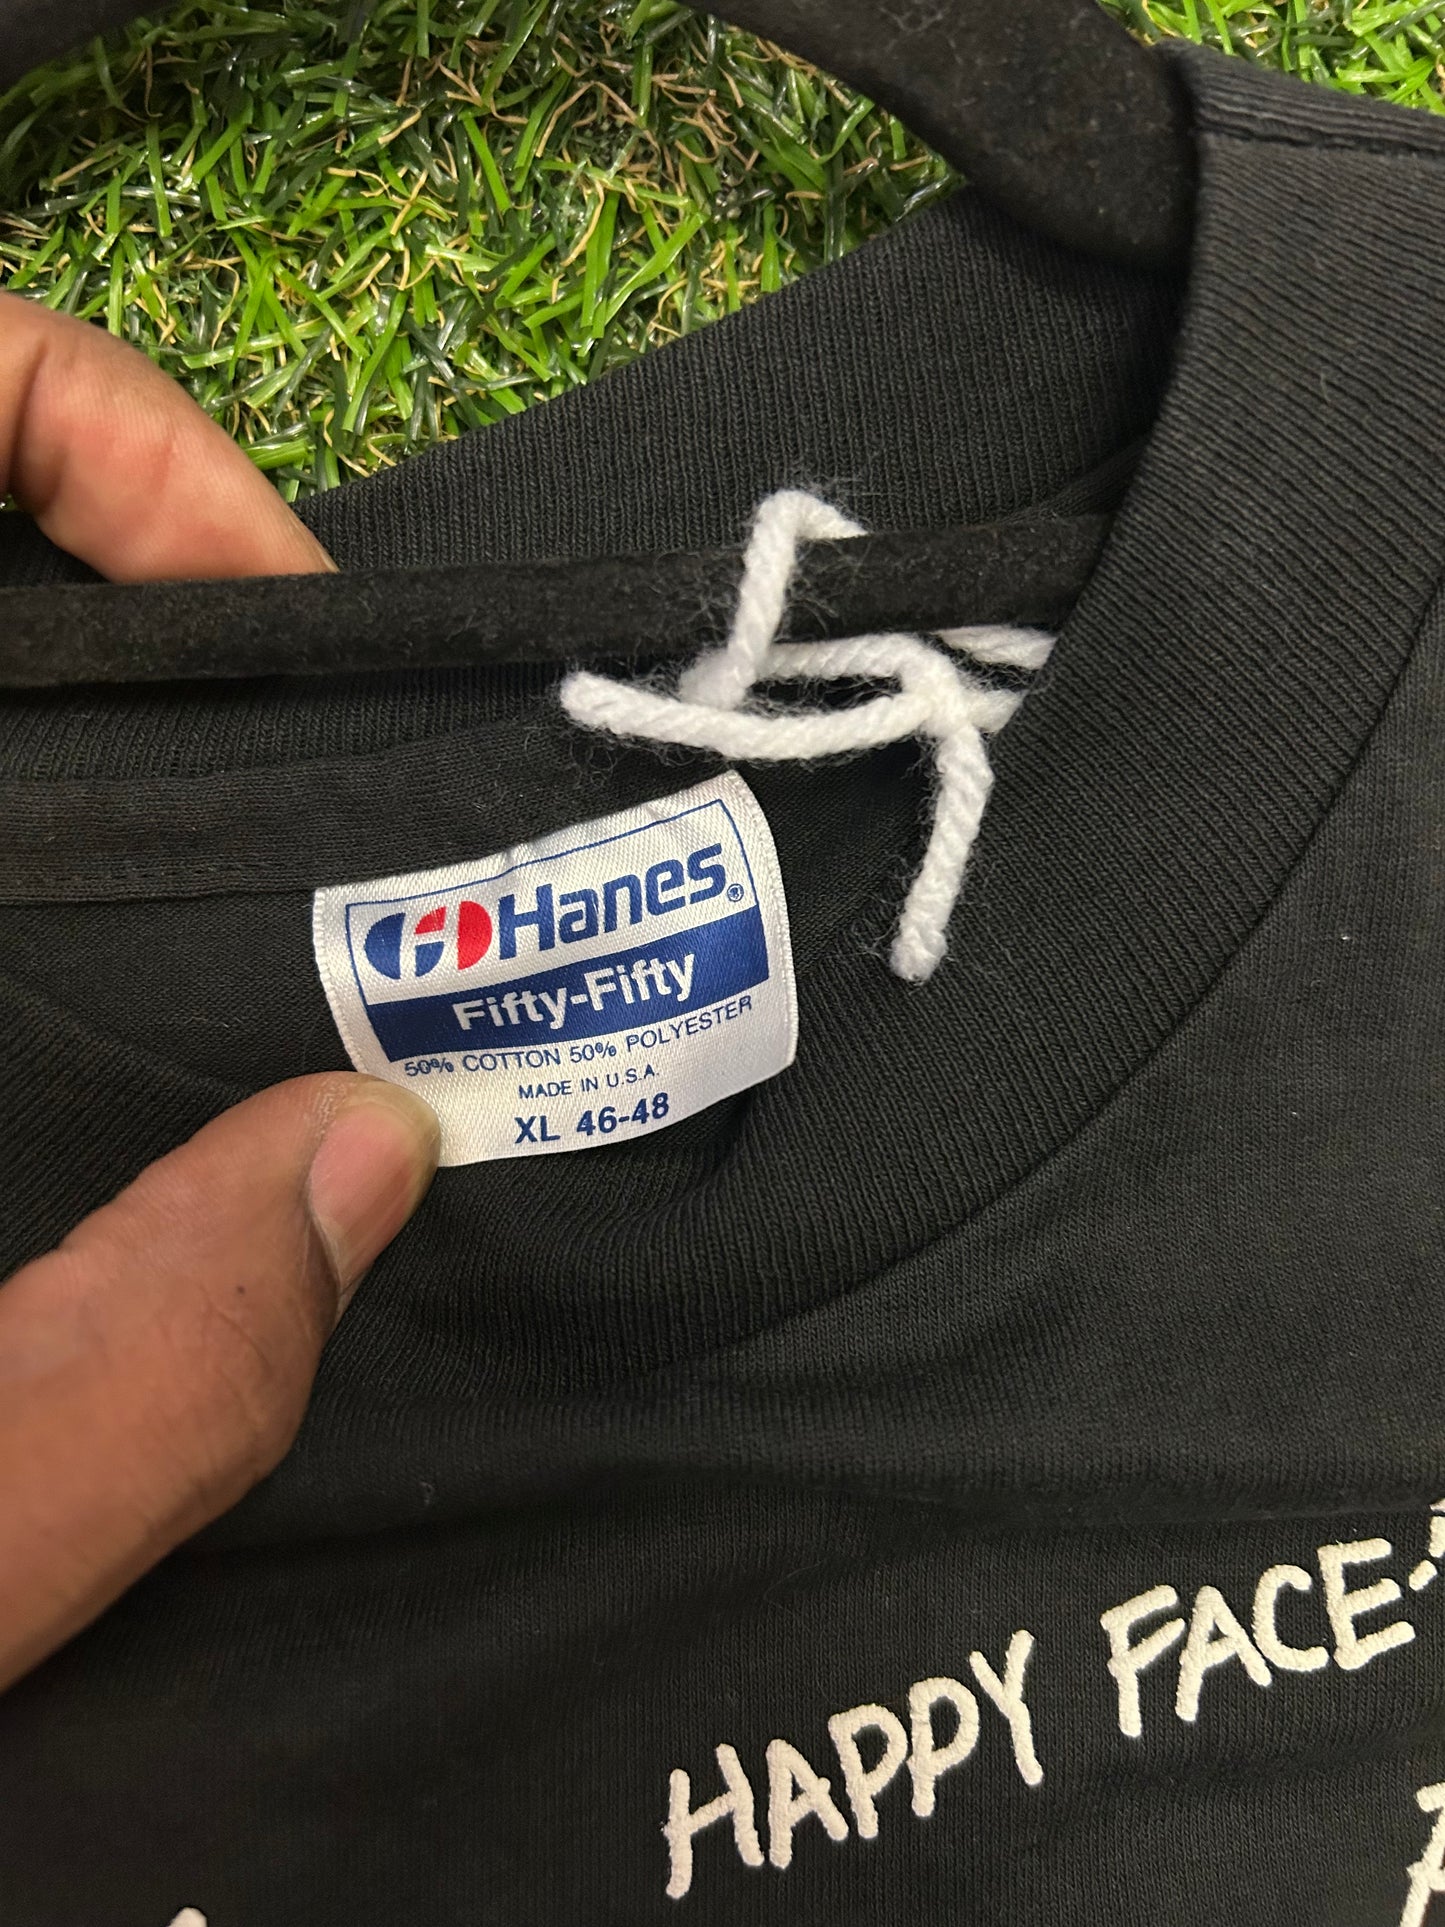 Hanes®
Fifty-Fifty
50% COTTON 50% POLYESTER
MADE IN U.S.A.
XL 46-48
HAPPY FACE